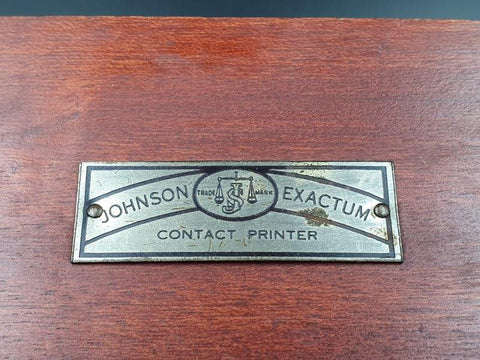 JOHNSON EXACTUM
TRADE MARK
CONTACT PRINTER